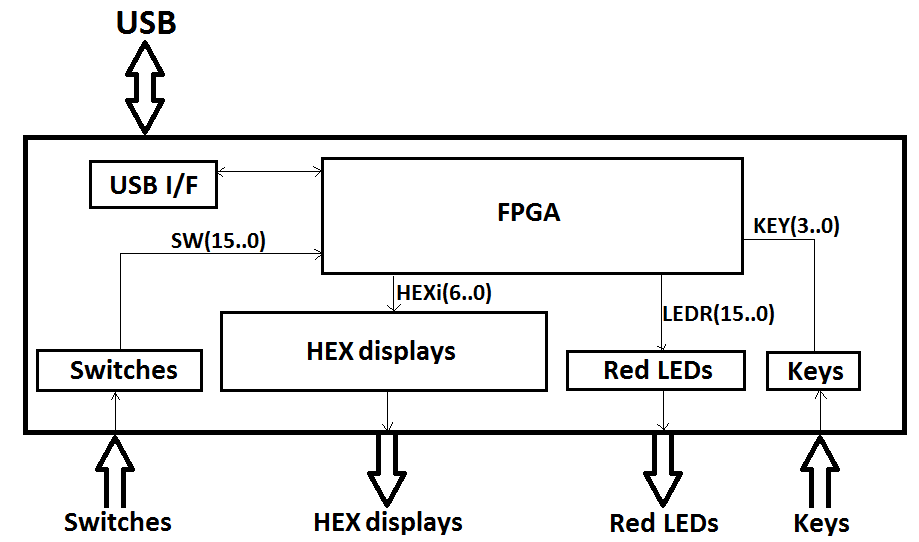 USB
USB I/F
FPGA
SW(15..0)
KEY(3..0)
HEXi(6..0)
LEDR(15..0)
HEX displays
Switches
Red LEDs
Keys
Switches
HEX displays
Red LEDs
Keys